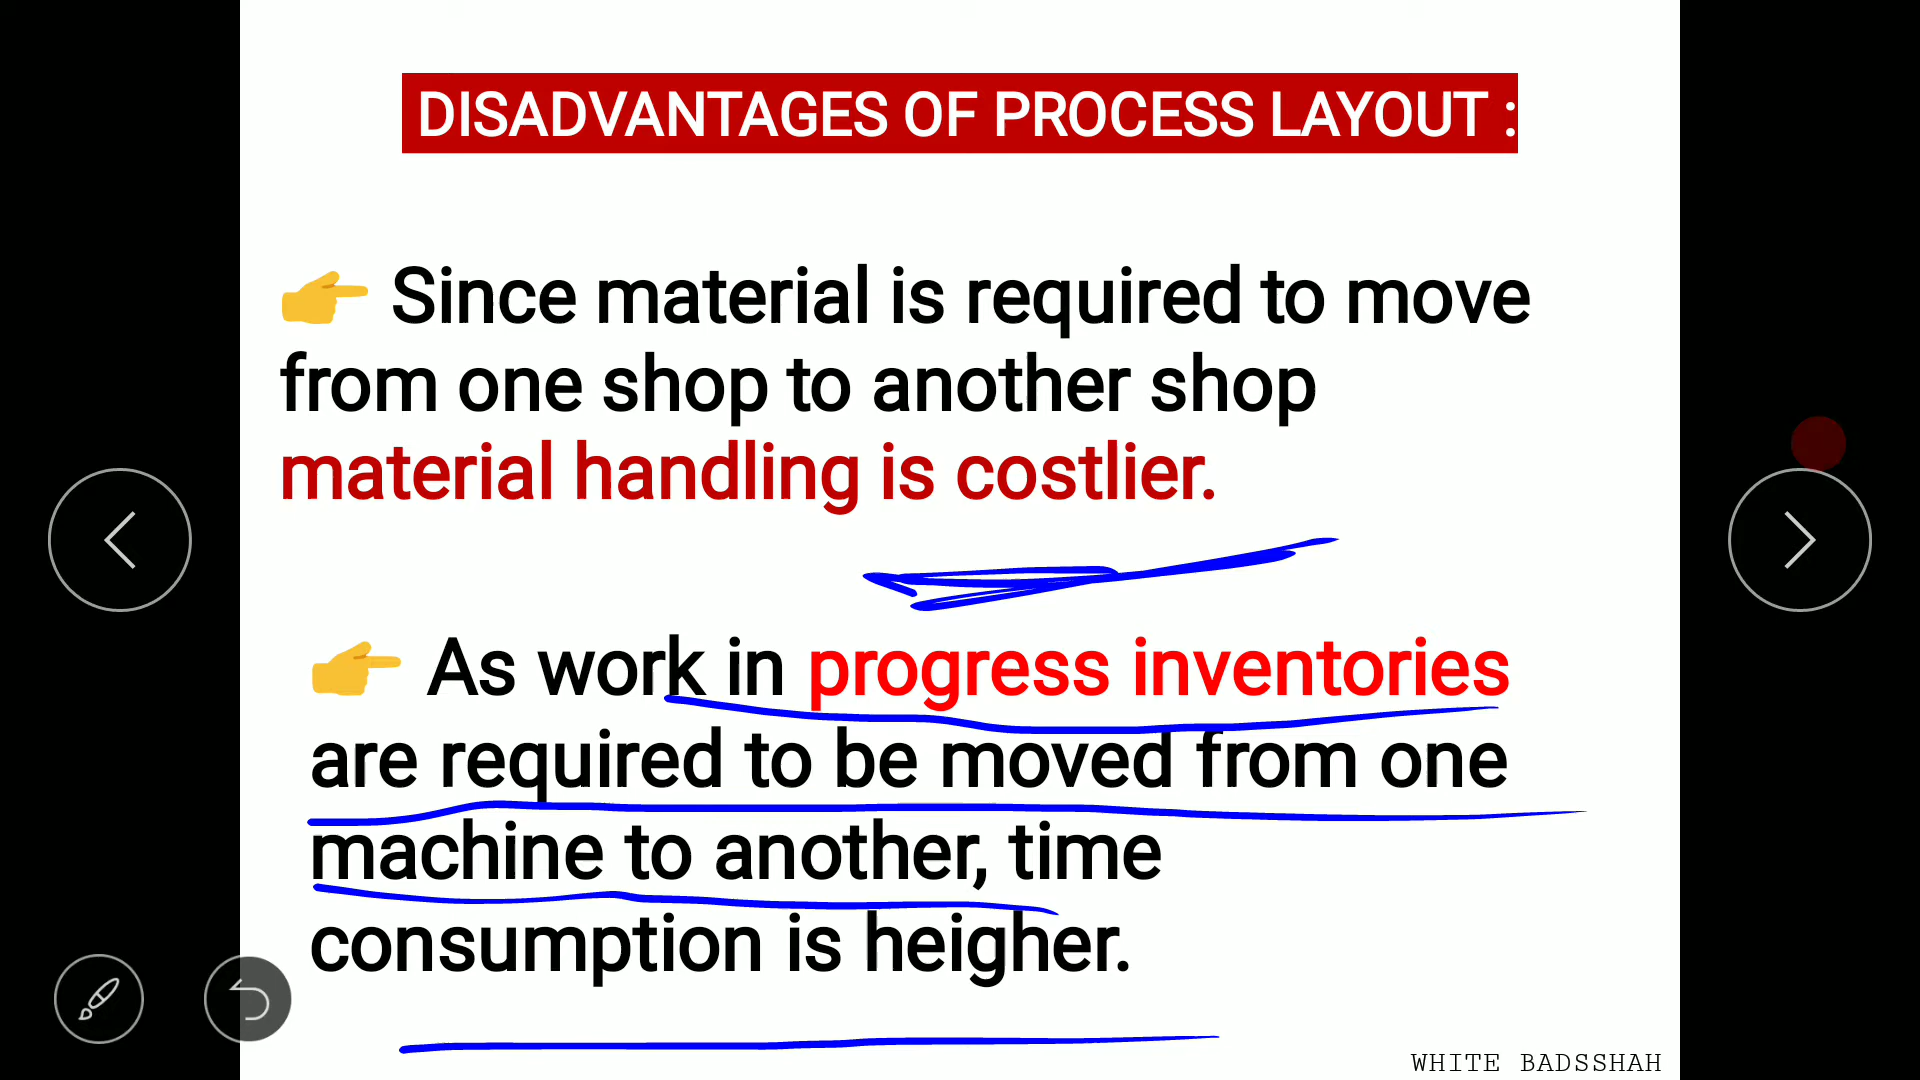 DISADVANTAGES OF PROCESS LAYOUT :
👉 Since material is required to move
from one shop to another shop
material handling is costlier.
👉 As work in progress inventories
are required to be moved from one
machine to another, time
consumption is heigher.
WHITE BADSSHAH